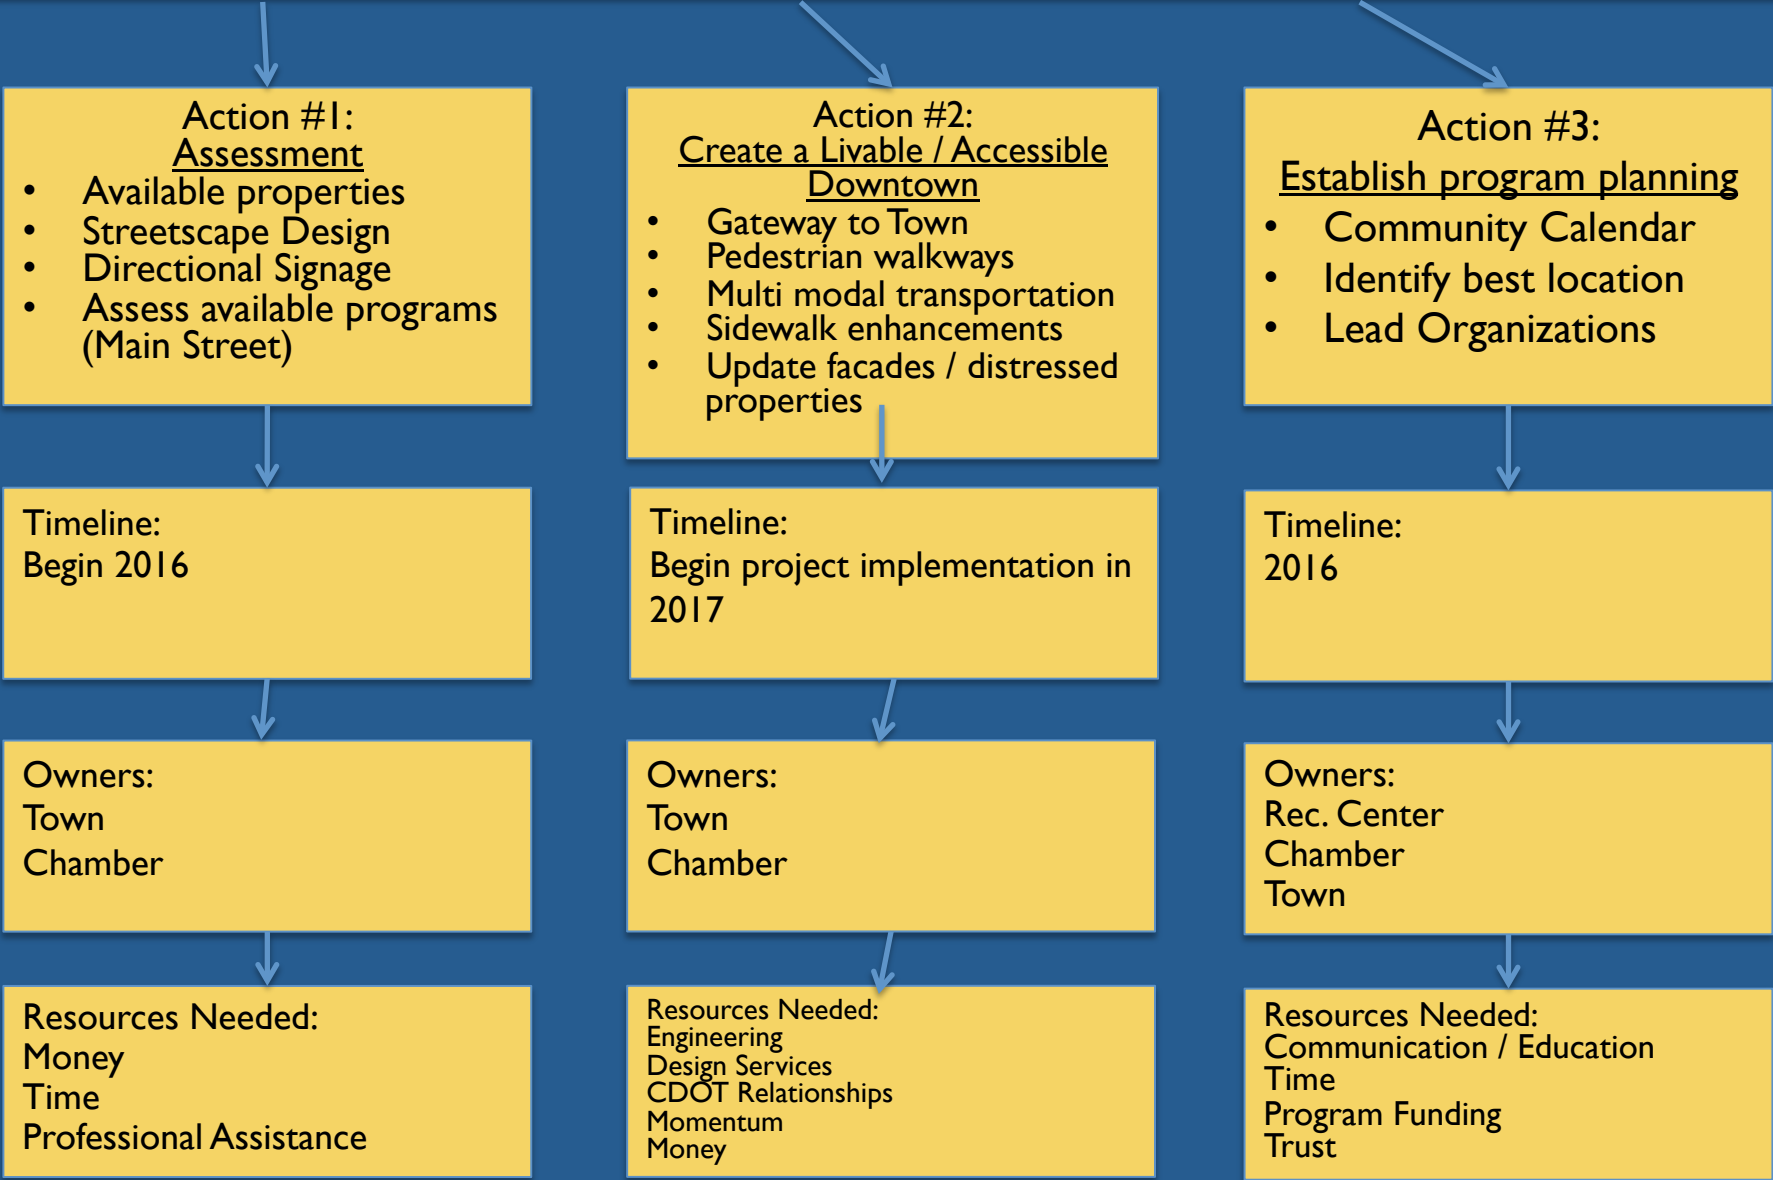 Action #1:
Assessment
• Available properties
• Streetscape Design
• Directional Signage
• Assess available programs
(Main Street)
Timeline:
Begin 2016
Owners:
Town
Chamber
Resources Needed:
Money
Time
Professional Assistance
Action #2:
Create a Livable / Accessible
Downtown
• Gateway to Town
• Pedestrian walkways
• Multi modal transportation
• Sidewalk enhancements
• Update facades / distressed
properties
Timeline:
Begin project implementation in
2017
Owners:
Town
Chamber
Resources Needed:
Engineering
Design Services
CDOT Relationships
Momentum
Money
Action #3:
Establish program planning
• Community Calendar
• Identify best location
• Lead Organizations
Timeline:
2016
Owners:
Rec. Center
Chamber
Town
Resources Needed:
Communication / Education
Time
Program Funding
Trust